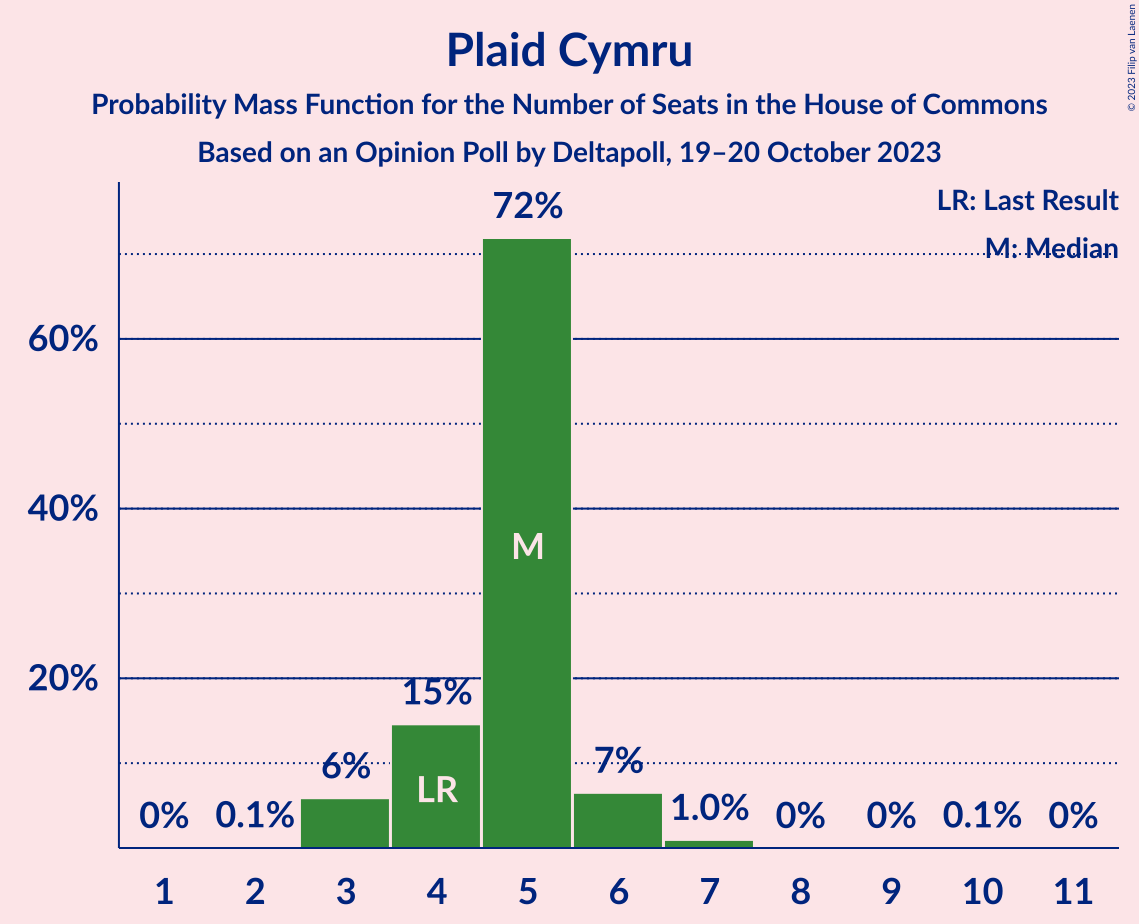 Plaid Cymru
Probability Mass Function for the Number of Seats in the House of Commons
Based on an Opinion Poll by Deltapoll, 19–20 October 2023
© 2023 Filip van Laenen
LR: Last Result
M: Median
60%
40%
20%
0%
0.1%
6%
15%
72%
7%
1.0%
0%
0%
0.1%
0%
LR
M
1 2 3 4 5 6 7 8 9 10 11